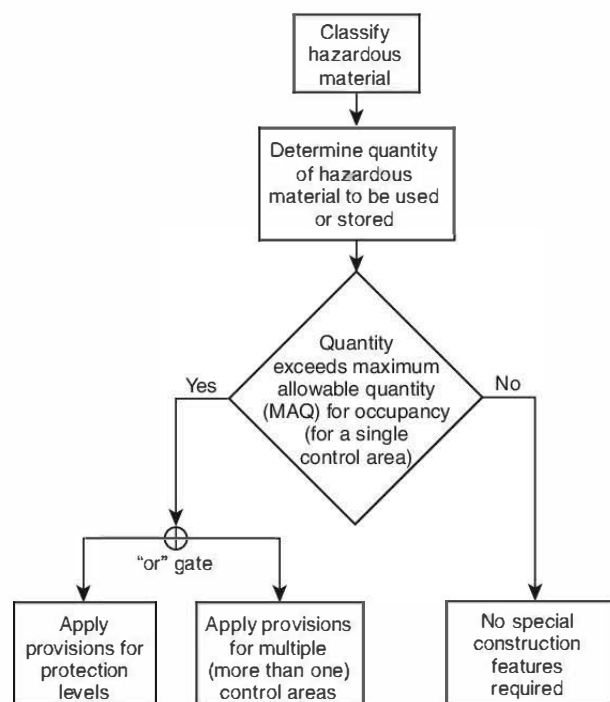 Classify
hazardous
material
Determine quantity
of hazardous
material to be used
or stored
Quantity
exceeds maximum
allowable quantity
(MAQ) for occupancy
(for a single
control area)
Yes
No
“or” gate
Apply
provisions for
protection
levels
Apply provisions
for multiple
(more than one)
control areas
No special
construction
features
required